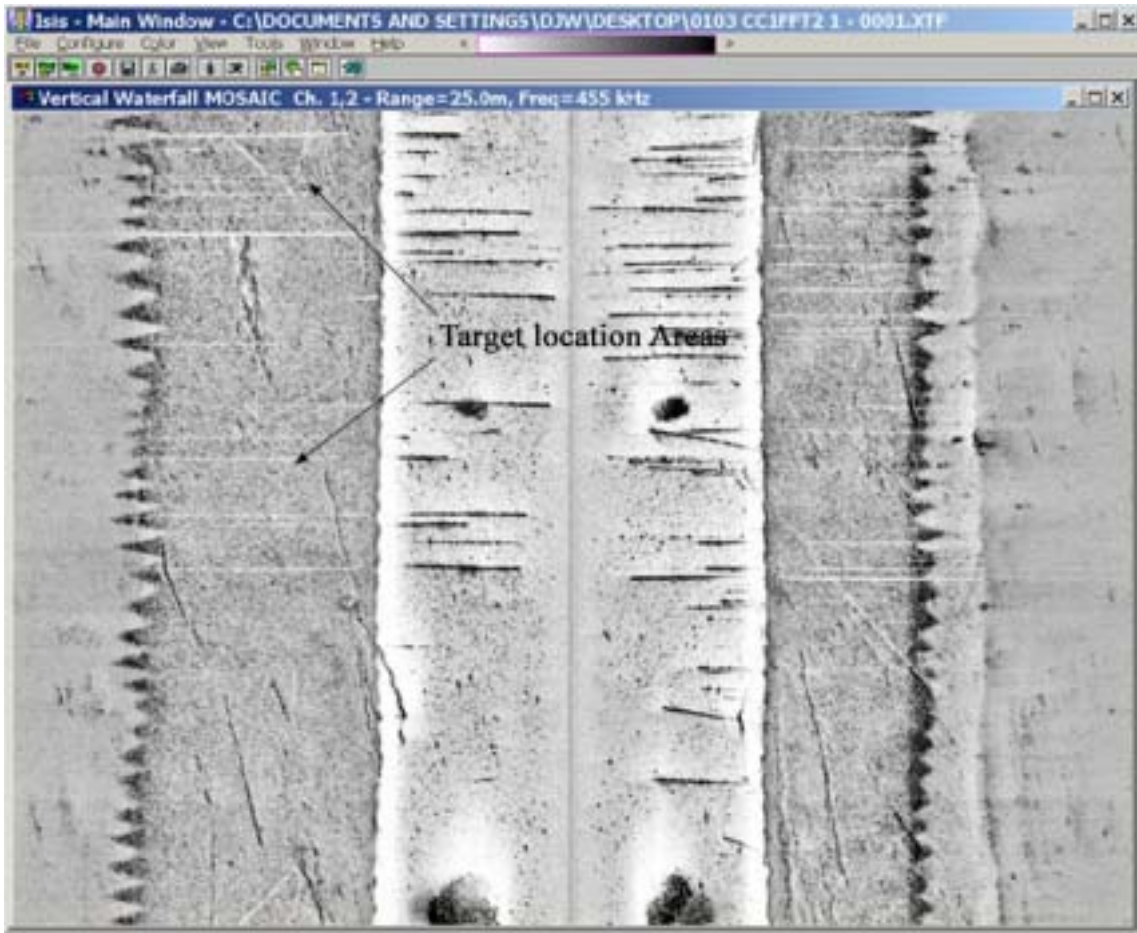 Isis - Main Window - C:\DOCUMENTS AND SETTINGS\DJW\DESKTOP\0103 CC1FFT2 1 - 0001.XTF
File Configure Color View Tools Window Help
Vertical Waterfall MOSAIC Ch. 1,2 - Range=25.0m, Freq=455 kHz
Target location Areas